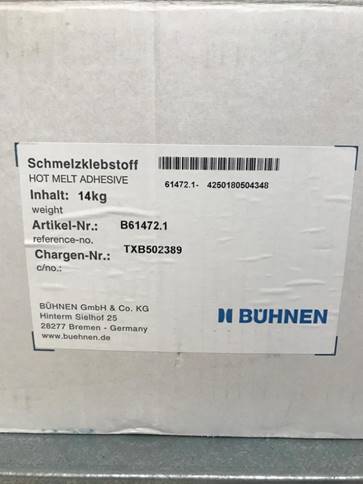 Schmelzklebstoff
HOT MELT ADHESIVE
61472.1- 4250180504348
Inhalt: 14kg
weight
Artikel-Nr.: B61472.1
reference-no.
Chargen-Nr.: TXB502389
c/no.:
BÜHNEN GmbH & Co. KG
Hinterm Sielhof 25
28277 Bremen - Germany
www.buehnen.de
BÜHNEN